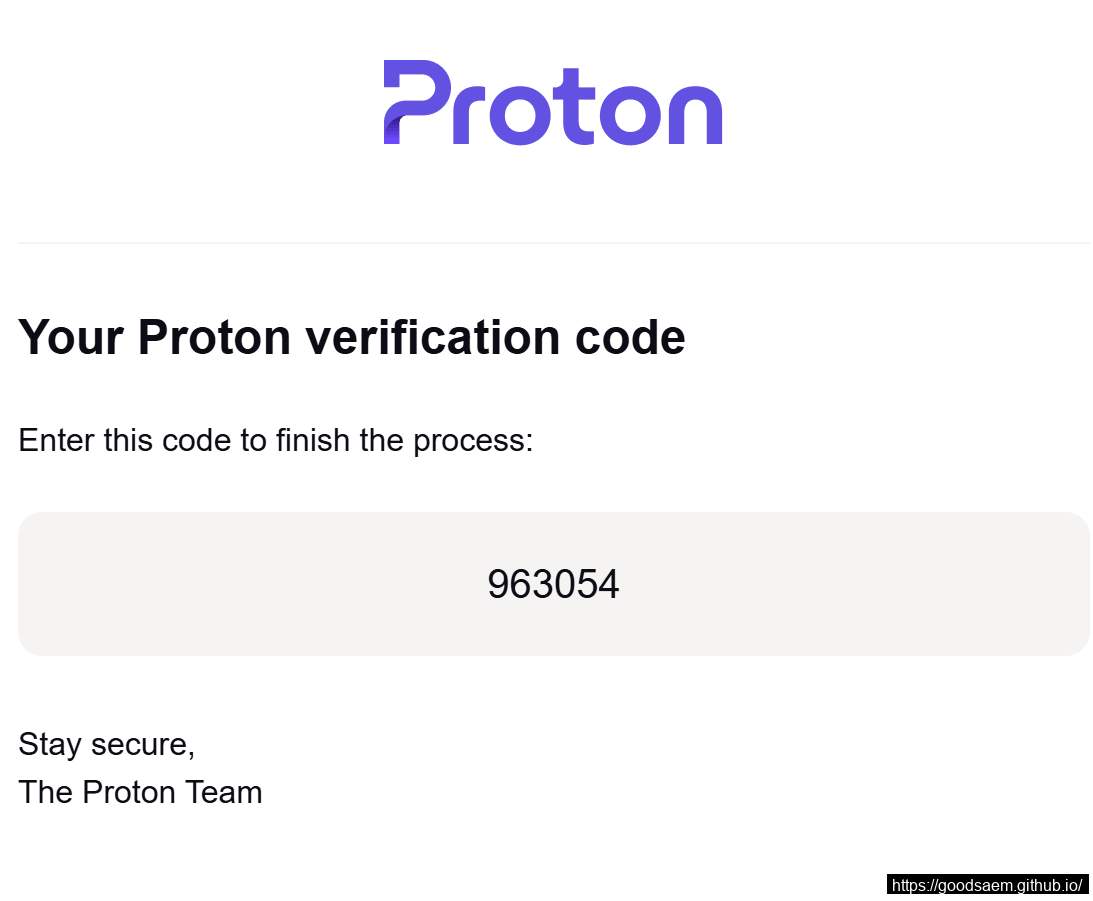 Proton
Your Proton verification code
Enter this code to finish the process:
963054
Stay secure,
The Proton Team
https://goodsaem.github.io/